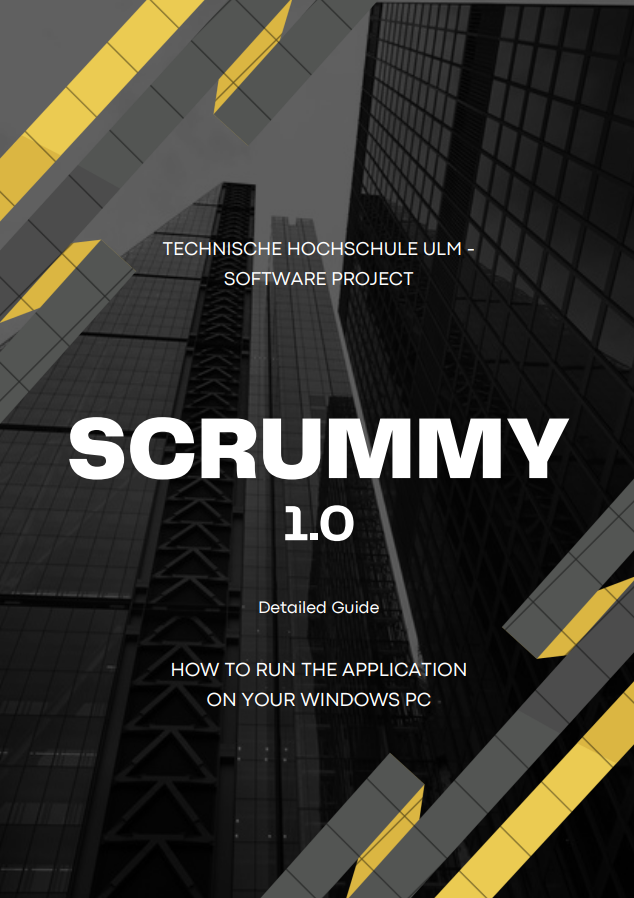 TECHNISCHE HOCHSCHULE ULM -
SOFTWARE PROJECT
SCRUMMY
1.0
Detailed Guide
HOW TO RUN THE APPLICATION
ON YOUR WINDOWS PC